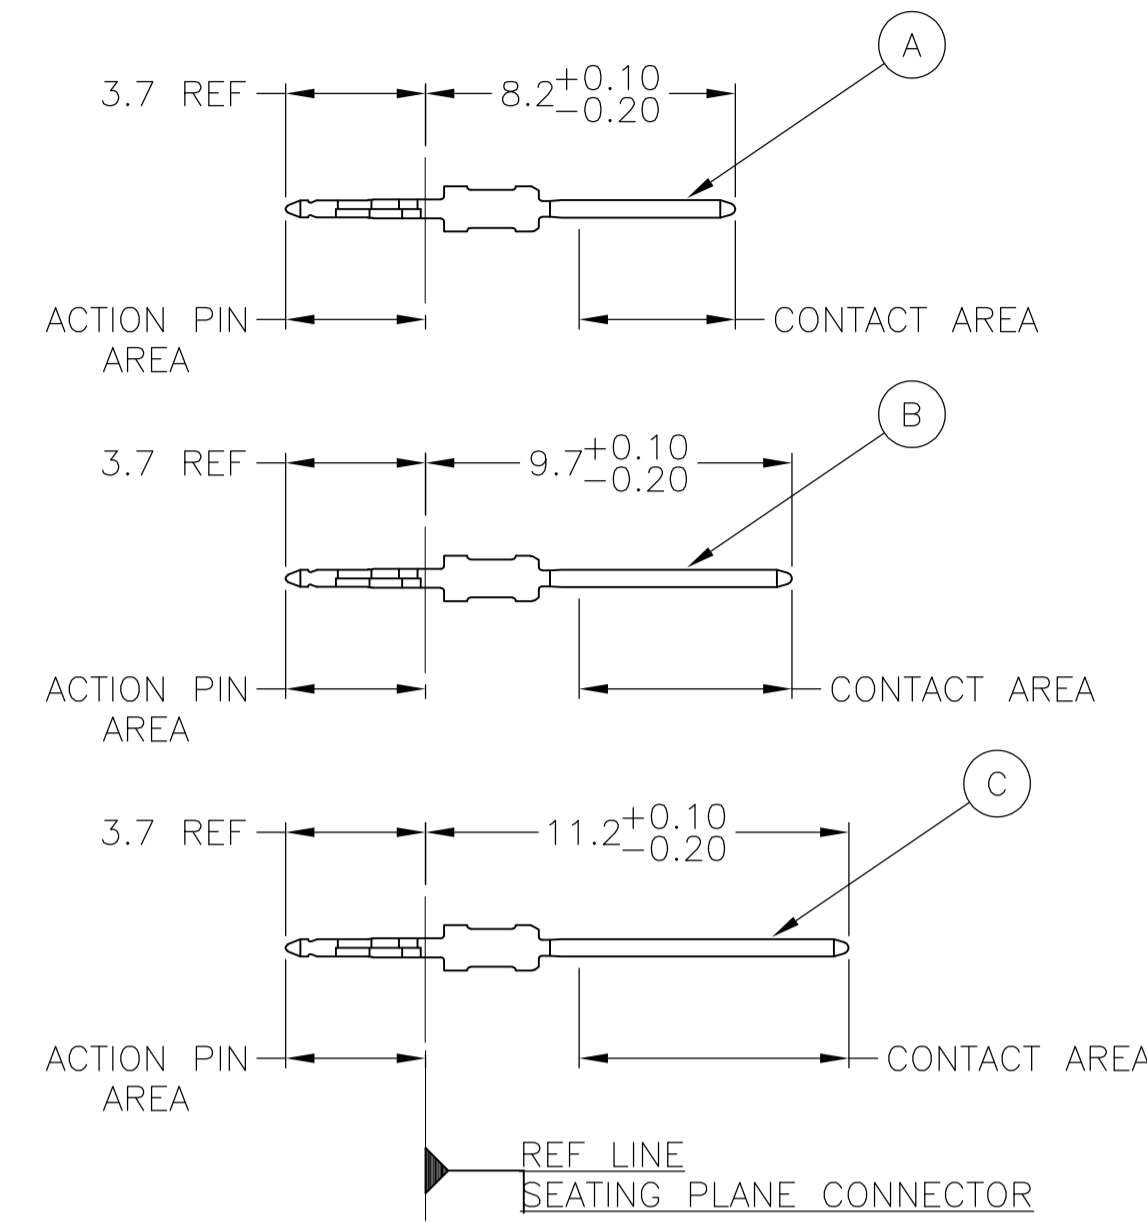 A
3.7 REF
8.2 +0.10
-0.20
ACTION PIN
AREA
CONTACT AREA
B
3.7 REF
9.7 +0.10
-0.20
ACTION PIN
AREA
CONTACT AREA
C
3.7 REF
11.2 +0.10
-0.20
ACTION PIN
AREA
CONTACT AREA
REF LINE
SEATING PLANE CONNECTOR